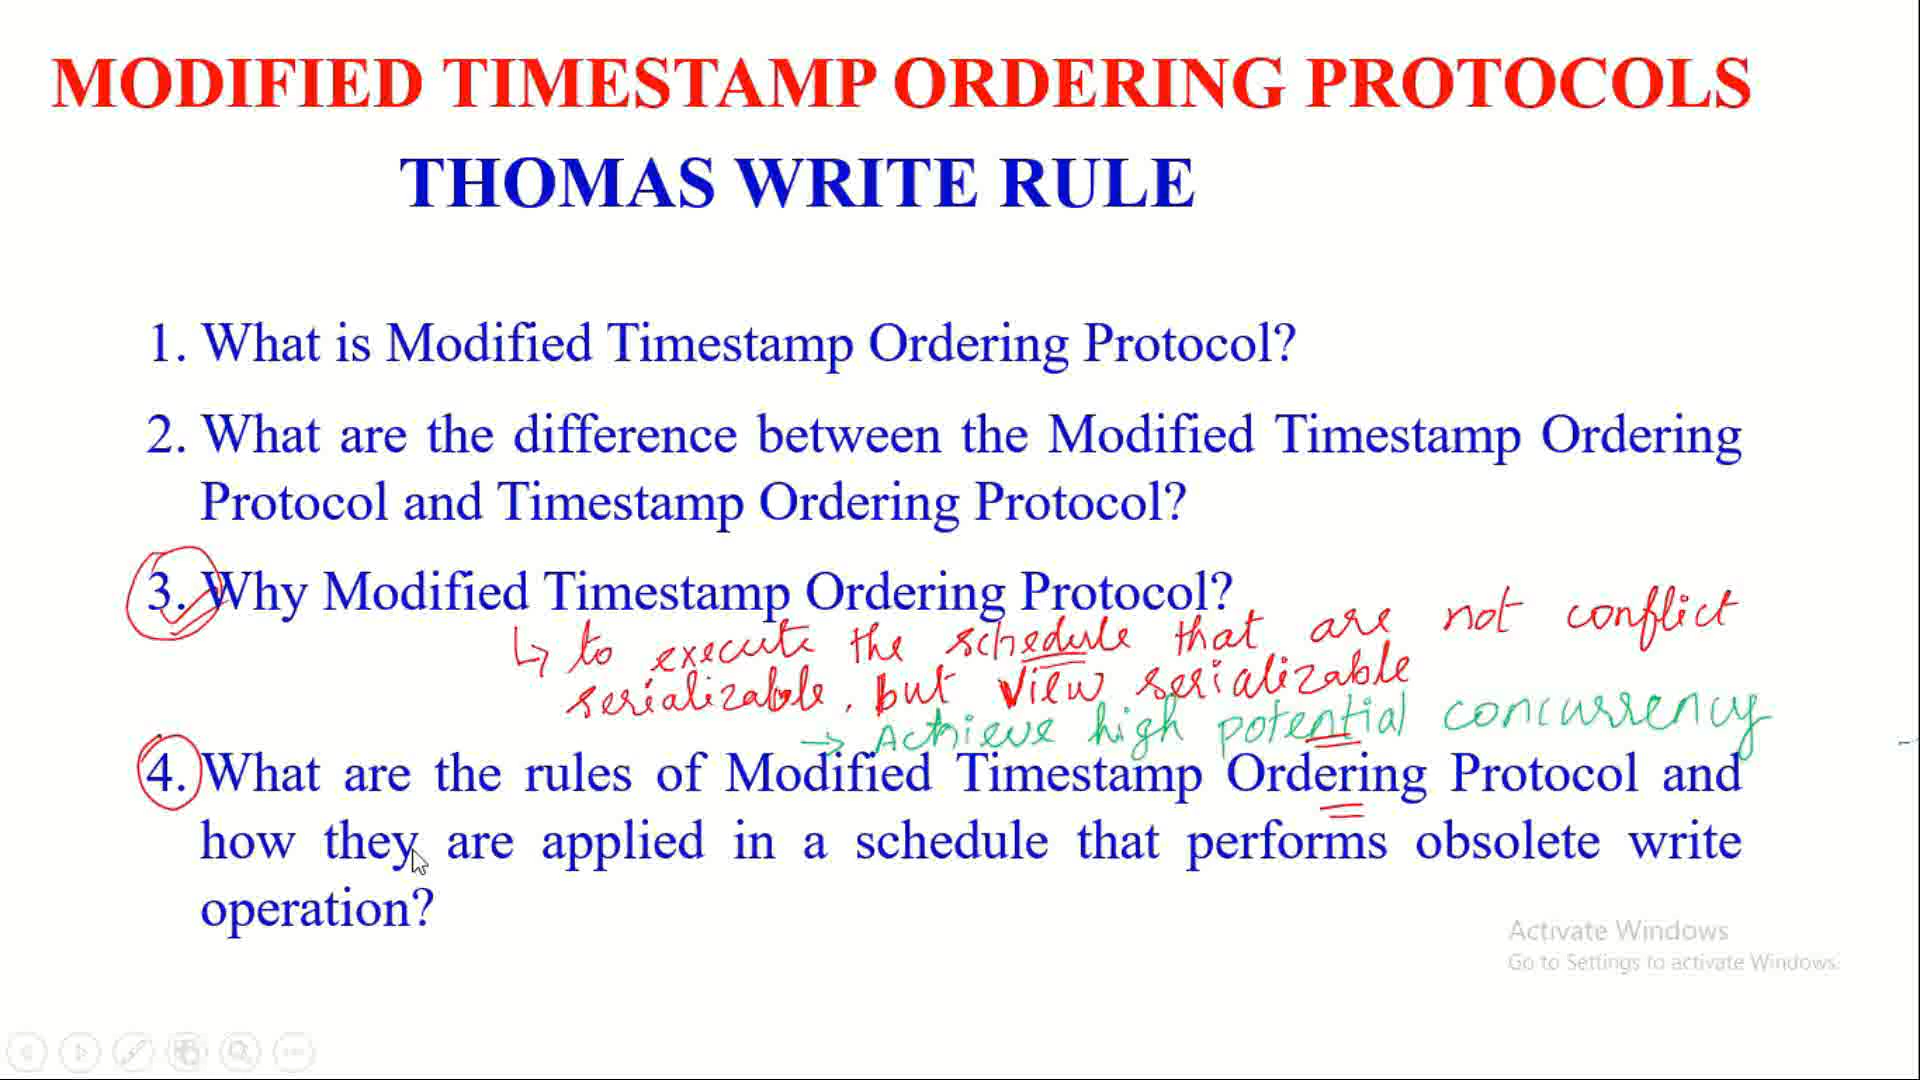 MODIFIED TIMESTAMP ORDERING PROTOCOLS
THOMAS WRITE RULE
1. What is Modified Timestamp Ordering Protocol?
2. What are the difference between the Modified Timestamp Ordering
Protocol and Timestamp Ordering Protocol?
3. Why Modified Timestamp Ordering Protocol?
↳ to execute the schedule that are not conflict
serializable, but view serializable
→ Achieve high potential concurrency
4. What are the rules of Modified Timestamp Ordering Protocol and
how they are applied in a schedule that performs obsolete write
operation?
Activate Windows
Go to Settings to activate Windows.